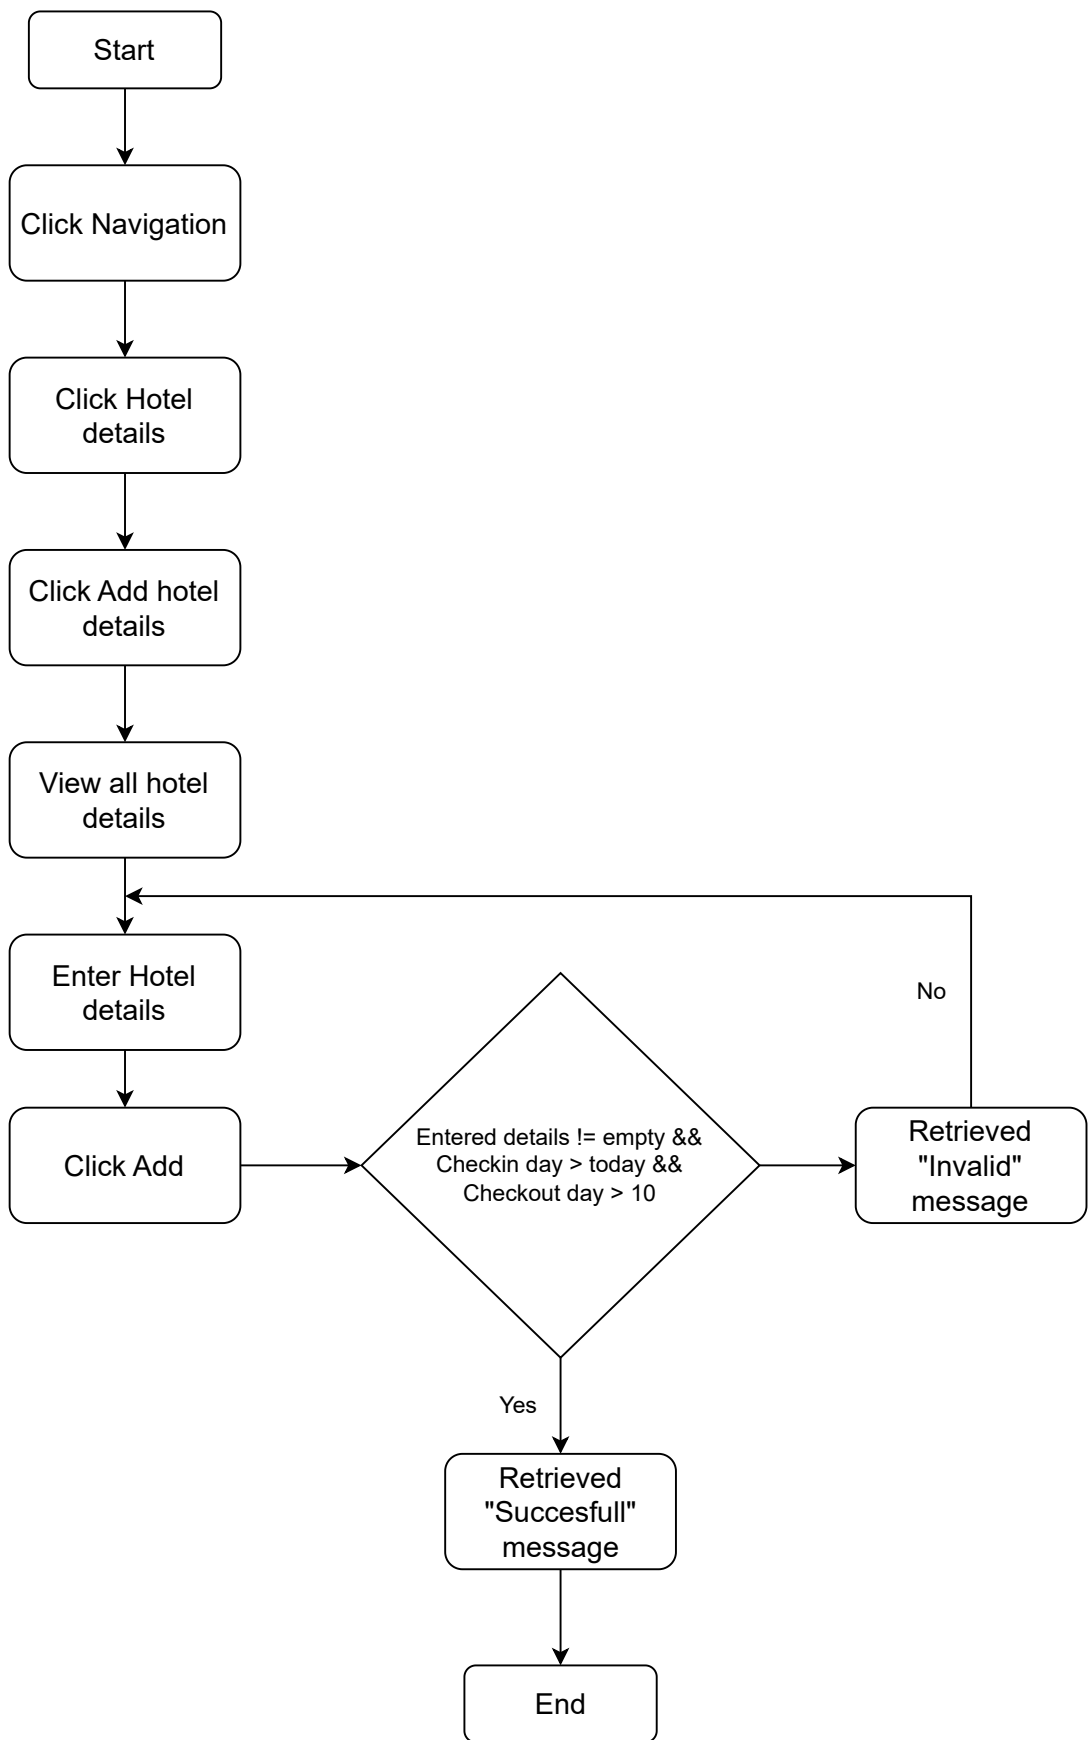 Start
Click Navigation
Click Hotel
details
Click Add hotel
details
View all hotel
details
Enter Hotel
details
No
Click Add
Entered details != empty &&
Checkin day > today &&
Checkout day > 10
Retrieved
"Invalid"
message
Yes
Retrieved
"Succesfull"
message
End